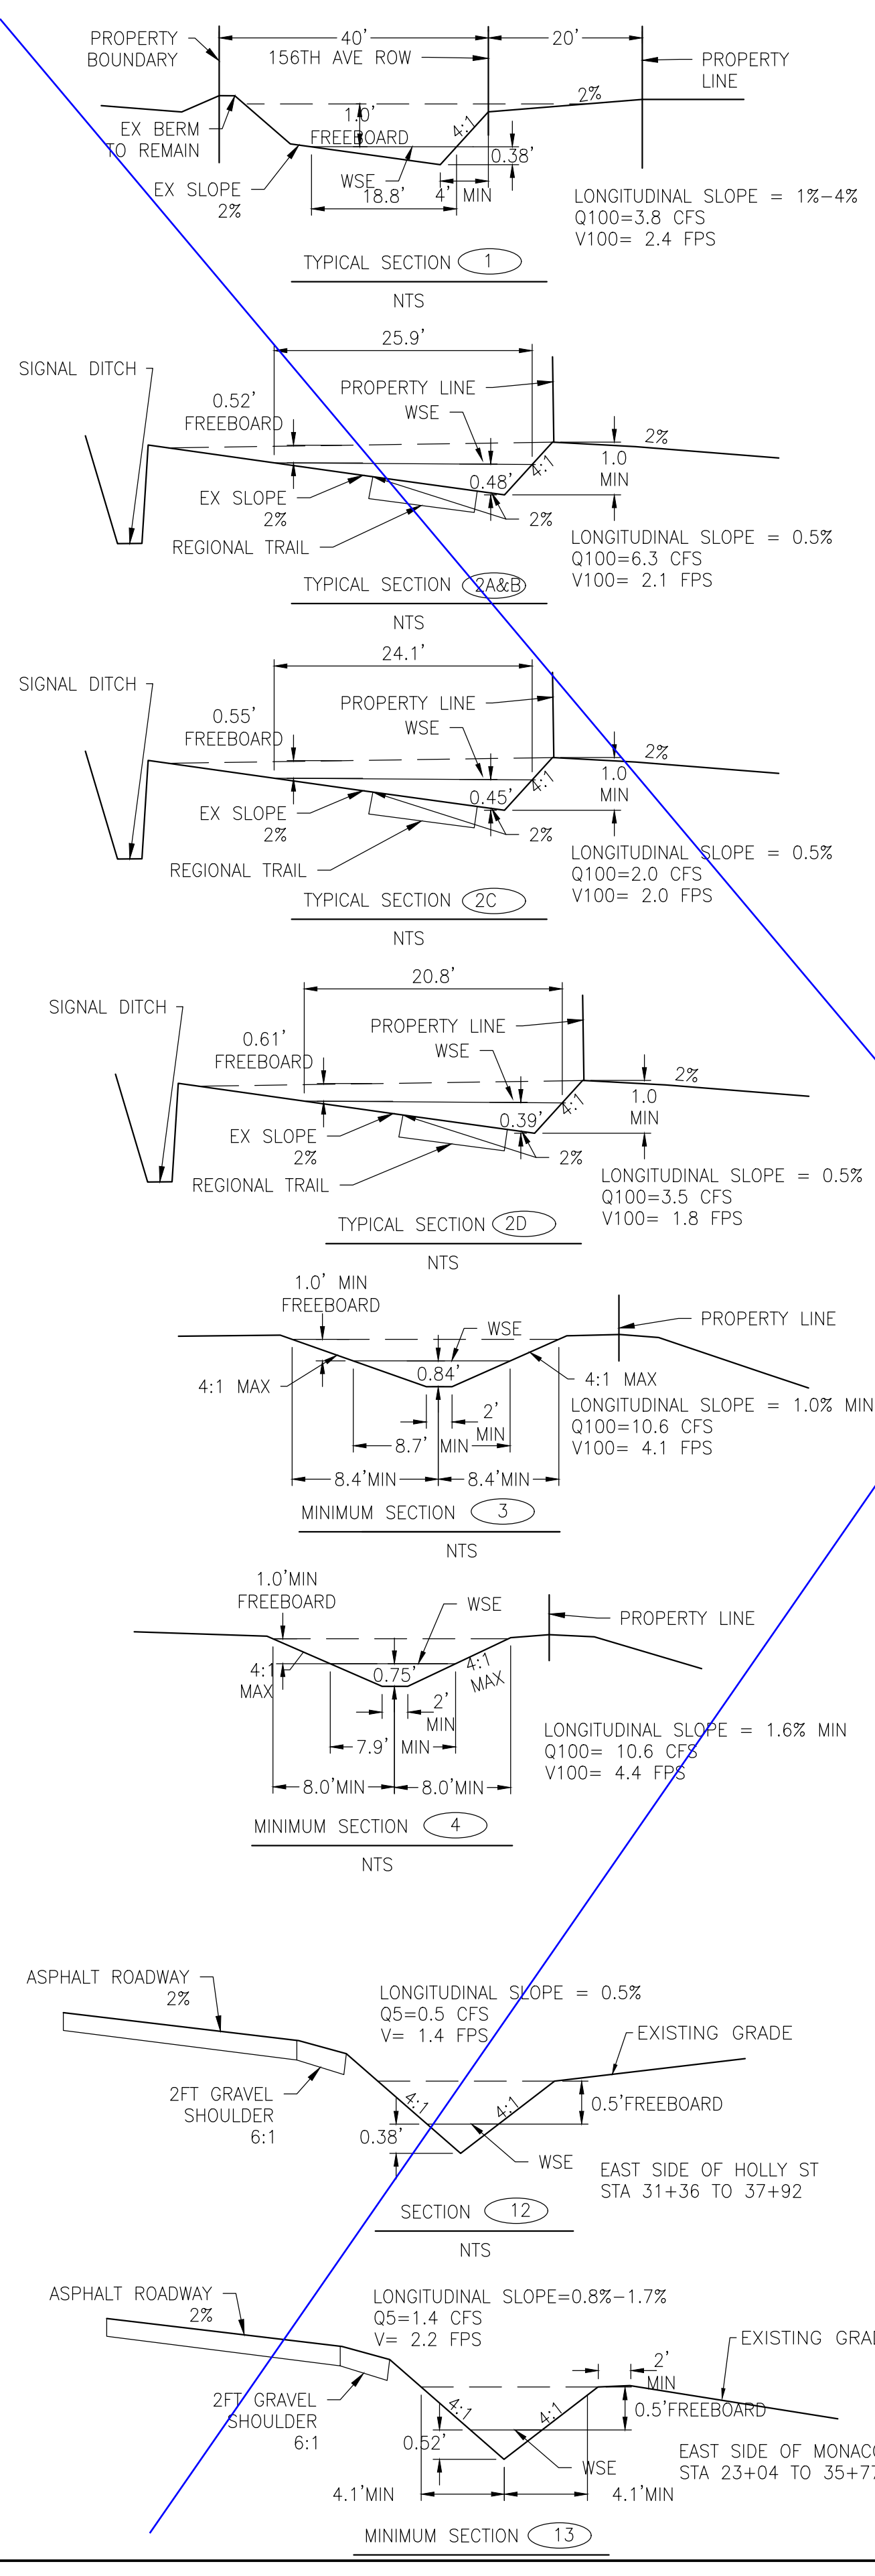 PROPERTY
BOUNDARY
40'
20'
156TH AVE ROW
PROPERTY
LINE
2%
1.0'
FREEBOARD
4:1
EX BERM
TO REMAIN
0.38'
WSE
EX SLOPE
2%
18.8'
4' MIN
LONGITUDINAL SLOPE = 1%-4%
Q100=3.8 CFS
V100= 2.4 FPS
TYPICAL SECTION 1
NTS
25.9'
SIGNAL DITCH
PROPERTY LINE
0.52'
FREEBOARD
WSE
2%
1.0
MIN
4:1
0.48'
EX SLOPE
2%
2%
REGIONAL TRAIL
LONGITUDINAL SLOPE = 0.5%
Q100=6.3 CFS
V100= 2.1 FPS
TYPICAL SECTION 2A&B
NTS
24.1'
SIGNAL DITCH
PROPERTY LINE
0.55'
FREEBOARD
WSE
2%
1.0
MIN
4:1
0.45'
EX SLOPE
2%
2%
REGIONAL TRAIL
LONGITUDINAL SLOPE = 0.5%
Q100=2.0 CFS
V100= 2.0 FPS
TYPICAL SECTION 2C
NTS
20.8'
SIGNAL DITCH
PROPERTY LINE
0.61'
FREEBOARD
WSE
2%
1.0
MIN
4:1
0.39'
EX SLOPE
2%
2%
REGIONAL TRAIL
LONGITUDINAL SLOPE = 0.5%
Q100=3.5 CFS
V100= 1.8 FPS
TYPICAL SECTION 2D
NTS
1.0' MIN
FREEBOARD
WSE
PROPERTY LINE
0.84'
4:1 MAX
4:1 MAX
2'
MIN
8.7' MIN
8.4'MIN
8.4'MIN
LONGITUDINAL SLOPE = 1.0% MIN
Q100=10.6 CFS
V100= 4.1 FPS
MINIMUM SECTION 3
NTS
1.0'MIN
FREEBOARD
WSE
PROPERTY LINE
4:1
MAX
0.75'
4:1
MAX
2'
MIN
7.9' MIN
8.0'MIN
8.0'MIN
LONGITUDINAL SLOPE = 1.6% MIN
Q100= 10.6 CFS
V100= 4.4 FPS
MINIMUM SECTION 4
NTS
ASPHALT ROADWAY
2%
LONGITUDINAL SLOPE = 0.5%
Q5=0.5 CFS
V= 1.4 FPS
EXISTING GRADE
2FT GRAVEL
SHOULDER
6:1
4:1
4:1
0.5'FREEBOARD
0.38'
WSE
EAST SIDE OF HOLLY ST
STA 31+36 TO 37+92
SECTION 12
NTS
ASPHALT ROADWAY
2%
LONGITUDINAL SLOPE=0.8%-1.7%
Q5=1.4 CFS
V= 2.2 FPS
EXISTING GRA
2'
MIN
2FT GRAVEL
SHOULDER
6:1
4:1
4:1
0.5'FREEBOARD
0.52'
WSE
EAST SIDE OF MONAC
STA 23+04 TO 35+77
4.1'MIN
4.1'MIN
MINIMUM SECTION 13